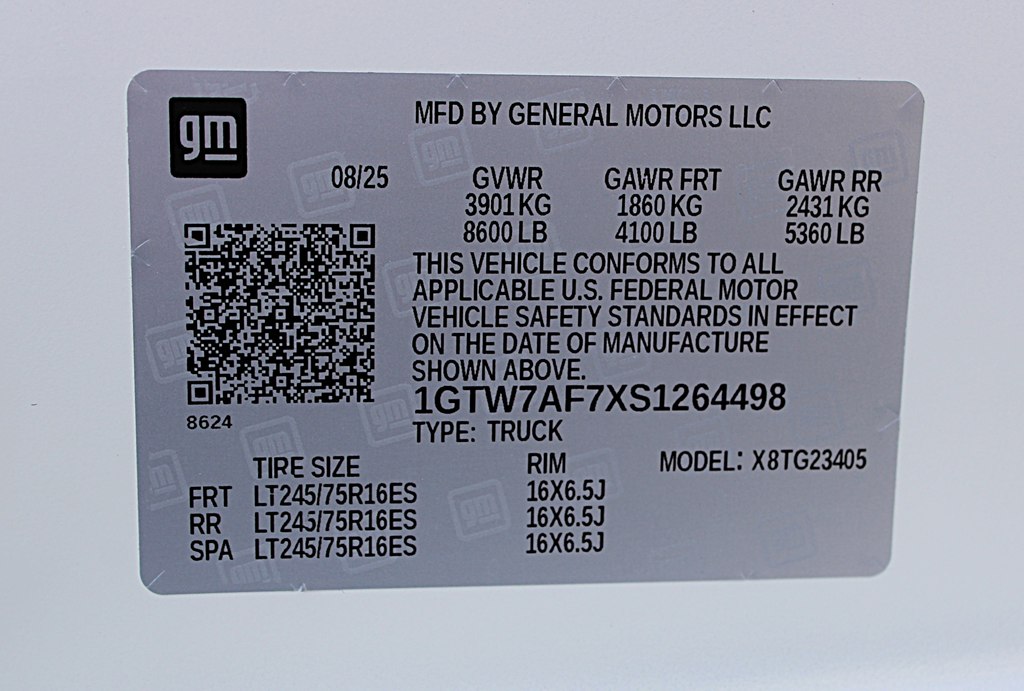 gm
MFD BY GENERAL MOTORS LLC
08/25 GVWR GAWR FRT GAWR RR
3901 KG 1860 KG 2431 KG
8600 LB 4100 LB 5360 LB
THIS VEHICLE CONFORMS TO ALL
APPLICABLE U.S. FEDERAL MOTOR
VEHICLE SAFETY STANDARDS IN EFFECT
ON THE DATE OF MANUFACTURE
SHOWN ABOVE.
1GTW7AF7XS1264498
8624
TYPE: TRUCK
TIRE SIZE RIM MODEL: X8TG23405
FRT LT245/75R16ES 16X6.5J
RR LT245/75R16ES 16X6.5J
SPA LT245/75R16ES 16X6.5J